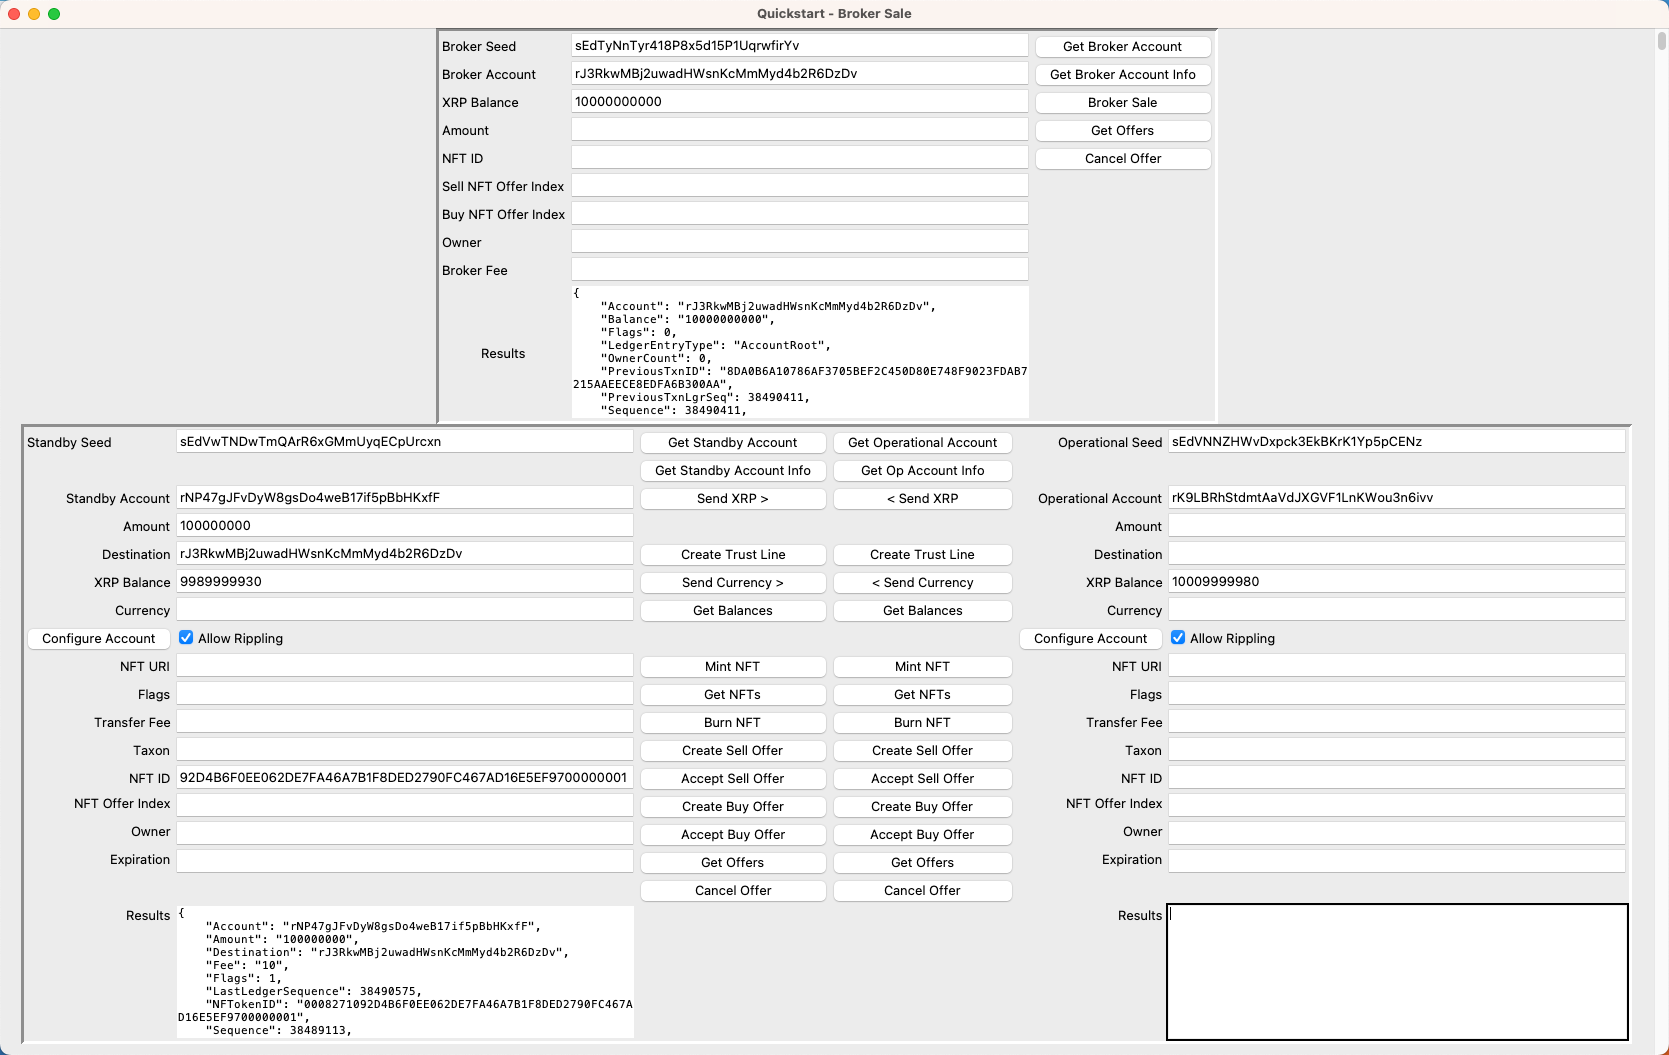 Quickstart - Broker Sale
Broker Seed sEdTyNnTyr418P8x5d15P1UqrwfirYv Get Broker Account
Broker Account rJ3RkwMBj2uwadHWsnKcMmMyd4b2R6DzDv Get Broker Account Info
XRP Balance 10000000000 Broker Sale
Amount Get Offers
NFT ID Cancel Offer
Sell NFT Offer Index
Buy NFT Offer Index
Owner
Broker Fee
Results
{
"Account": "rJ3RkwMBj2uwadHWsnKcMmMyd4b2R6DzDv",
"Balance": "10000000000",
"Flags": 0,
"LedgerEntryType": "AccountRoot",
"OwnerCount": 0,
"PreviousTxnID": "8DA0B6A10786AF3705BEF2C450D80E748F9023FDAB7
215AAEECE8EDFA6B300AA",
"PreviousTxnLgrSeq": 38490411,
"Sequence": 38490411,
Standby Seed sEdVwTNDwTmQArR6xGMmUyqECpUrcxn Get Standby Account Get Operational Account Operational Seed sEdVNNZHWvDxpck3EkBKrK1Yp5pCENz
Get Standby Account Info Get Op Account Info
Standby Account rNP47gJFvDyW8gsDo4weB17if5pBbHKxfF Send XRP > < Send XRP Operational Account rK9LBRhStdmtAaVdJXGVF1LnKWou3n6ivv
Amount 100000000 Amount
Destination rJ3RkwMBj2uwadHWsnKcMmMyd4b2R6DzDv Create Trust Line Create Trust Line Destination
XRP Balance 9989999930 Send Currency > < Send Currency XRP Balance 10009999980
Currency Get Balances Get Balances Currency
Configure Account Allow Rippling Configure Account Allow Rippling
NFT URI Mint NFT Mint NFT NFT URI
Flags Get NFTs Get NFTs Flags
Transfer Fee Burn NFT Burn NFT Transfer Fee
Taxon Create Sell Offer Create Sell Offer Taxon
NFT ID 92D4B6F0EE062DE7FA46A7B1F8DED2790FC467AD16E5EF9700000001 Accept Sell Offer Accept Sell Offer NFT ID
NFT Offer Index Create Buy Offer Create Buy Offer NFT Offer Index
Owner Accept Buy Offer Accept Buy Offer Owner
Expiration Get Offers Get Offers Expiration
Cancel Offer Cancel Offer
Results Results
{
"Account": "rNP47gJFvDyW8gsDo4weB17if5pBbHKxfF",
"Amount": "100000000",
"Destination": "rJ3RkwMBj2uwadHWsnKcMmMyd4b2R6DzDv",
"Fee": "10",
"Flags": 1,
"LastLedgerSequence": 38490575,
"NFTokenID": "0008271092D4B6F0EE062DE7FA46A7B1F8DED2790FC467A
D16E5EF9700000001",
"Sequence": 38489113,